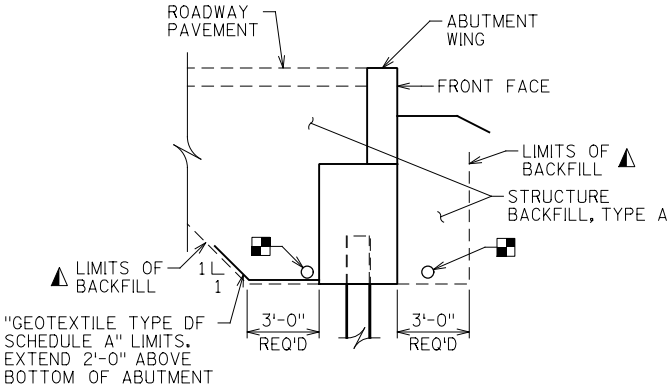 ROADWAY
PAVEMENT
ABUTMENT
WING
FRONT FACE
LIMITS OF
BACKFILL
STRUCTURE
BACKFILL, TYPE A
LIMITS OF
BACKFILL
1
1
"GEOTEXTILE TYPE DF
SCHEDULE A" LIMITS.
EXTEND 2'-0" ABOVE
BOTTOM OF ABUTMENT
3'-0"
REQ'D
3'-0"
REQ'D